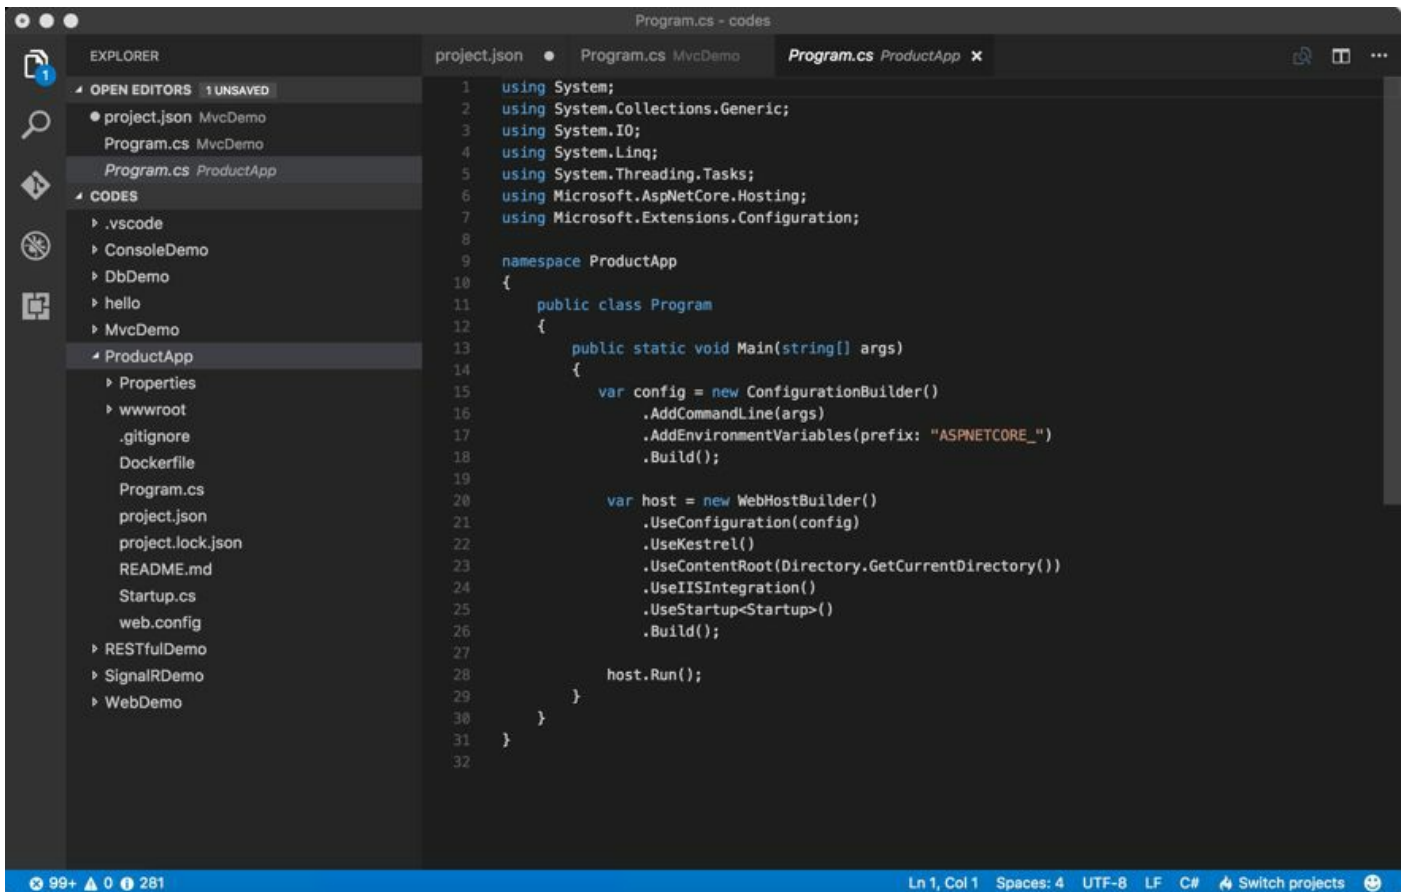 Program.cs - codes
EXPLORER
OPEN EDITORS 1 UNSAVED
project.json MvcDemo
Program.cs MvcDemo
Program.cs ProductApp
CODES
.vscode
ConsoleDemo
DbDemo
hello
MvcDemo
ProductApp
Properties
wwwroot
.gitignore
Dockerfile
Program.cs
project.json
project.lock.json
README.md
Startup.cs
web.config
RESTfulDemo
SignalRDemo
WebDemo
1
project.json Program.cs MvcDemo Program.cs ProductApp
1 using System;
2 using System.Collections.Generic;
3 using System.IO;
4 using System.Linq;
5 using System.Threading.Tasks;
6 using Microsoft.AspNetCore.Hosting;
7 using Microsoft.Extensions.Configuration;
8
9 namespace ProductApp
10 {
11 public class Program
12 {
13 public static void Main(string[] args)
14 {
15 var config = new ConfigurationBuilder()
16 .AddCommandLine(args)
17 .AddEnvironmentVariables(prefix: "ASPNETCORE_")
18 .Build();
19
20 var host = new WebHostBuilder()
21 .UseConfiguration(config)
22 .UseKestrel()
23 .UseContentRoot(Directory.GetCurrentDirectory())
24 .UseIISIntegration()
25 .UseStartup<Startup>()
26 .Build();
27
28 host.Run();
29 }
30 }
31 }
32
99+ 0 281 Ln 1, Col 1 Spaces: 4 UTF-8 LF C# Switch projects